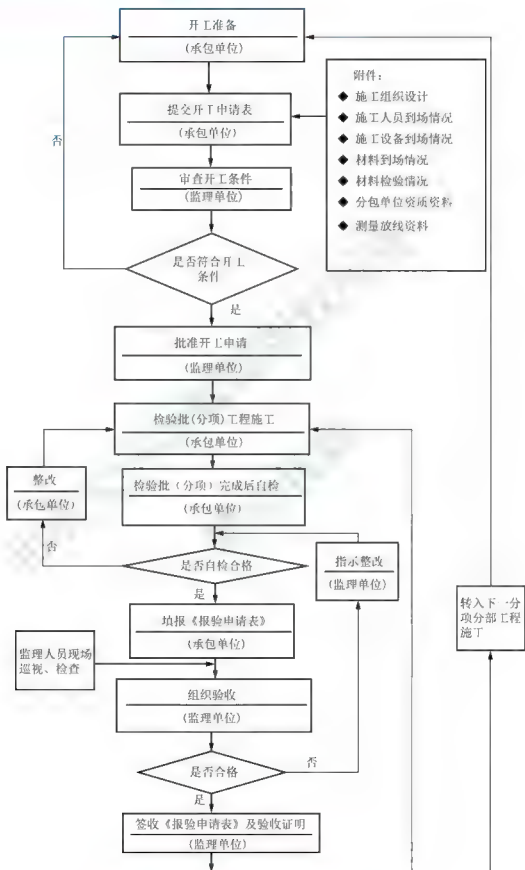 开工准备
(承包单位)
提交开工申请表
(承包单位)
附件:
◆ 施工组织设计
◆ 施工人员到场情况
◆ 施工设备到场情况
◆ 材料到场情况
◆ 材料检验情况
◆ 分包单位资质资料
◆ 测量放线资料
否
审查开工条件
(监理单位)
是否符合开工
条件
是
批准开工申请
(监理单位)
检验批(分项)工程施工
(承包单位)
整改
(承包单位)
检验批(分项)完成后自检
(承包单位)
否
是否自检合格
指示整改
(监理单位)
是
填报《报验申请表》
(承包单位)
转入下一分
项分部工程
施工
监理人员现场
巡视、检查
组织验收
(监理单位)
是否合格
否
是
签收《报验申请表》及验收证明
(监理单位)